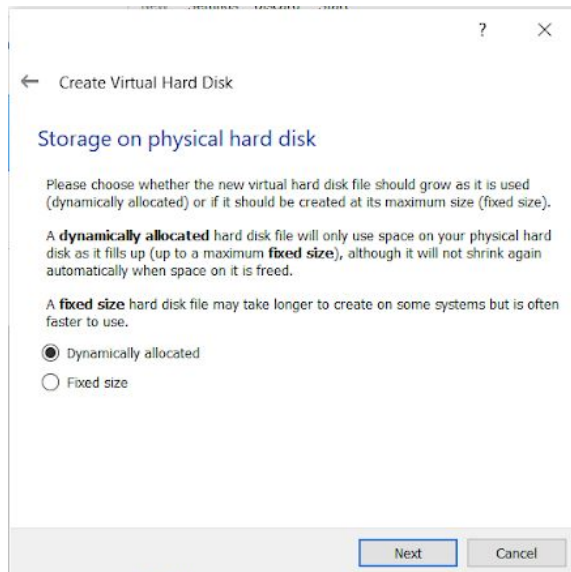 ?
Create Virtual Hard Disk
Storage on physical hard disk
Please choose whether the new virtual hard disk file should grow as it is used
(dynamically allocated) or if it should be created at its maximum size (fixed size).
A dynamically allocated hard disk file will only use space on your physical hard
disk as it fills up (up to a maximum fixed size), although it will not shrink again
automatically when space on it is freed.
A fixed size hard disk file may take longer to create on some systems but is often
faster to use.
Dynamically allocated
Fixed size
Next Cancel